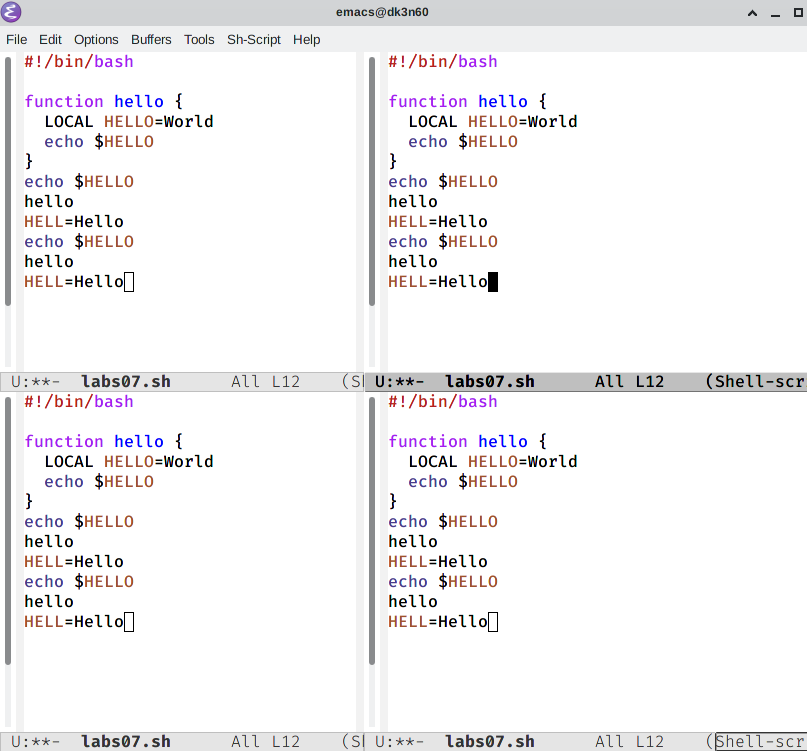 emacs@dk3n60
File Edit Options Buffers Tools Sh-Script Help
#!/bin/bash
function hello {
LOCAL HELLO=World
echo $HELLO
}
echo $HELLO
hello
HELL=Hello
echo $HELLO
hello
HELL=Hello
U:**- labs07.sh All L12 (Sh
#!/bin/bash
function hello {
LOCAL HELLO=World
echo $HELLO
}
echo $HELLO
hello
HELL=Hello
echo $HELLO
hello
HELL=Hello
U:**- labs07.sh All L12 (Shell-scr
#!/bin/bash
function hello {
LOCAL HELLO=World
echo $HELLO
}
echo $HELLO
hello
HELL=Hello
echo $HELLO
hello
HELL=Hello
U:**- labs07.sh All L12 (Sh
#!/bin/bash
function hello {
LOCAL HELLO=World
echo $HELLO
}
echo $HELLO
hello
HELL=Hello
echo $HELLO
hello
HELL=Hello
U:**- labs07.sh All L12 (Shell-scr